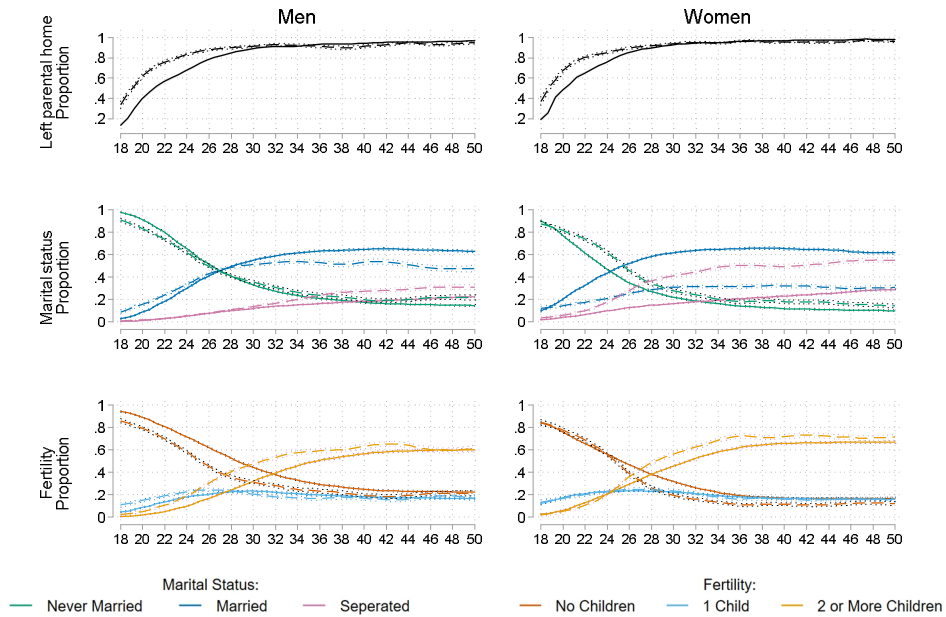 Men
Women
Left parental home
Proportion
1
.8
.6
.4
.2
18 20 22 24 26 28 30 32 34 36 38 40 42 44 46 48 50
1
.8
.6
.4
.2
18 20 22 24 26 28 30 32 34 36 38 40 42 44 46 48 50
Marital status
Proportion
1
.8
.6
.4
.2
0
18 20 22 24 26 28 30 32 34 36 38 40 42 44 46 48 50
1
.8
.6
.4
.2
0
18 20 22 24 26 28 30 32 34 36 38 40 42 44 46 48 50
Fertility
Proportion
1
.8
.6
.4
.2
0
18 20 22 24 26 28 30 32 34 36 38 40 42 44 46 48 50
1
.8
.6
.4
.2
0
18 20 22 24 26 28 30 32 34 36 38 40 42 44 46 48 50
Marital Status:
Never Married Married Seperated
Fertility:
No Children 1 Child 2 or More Children